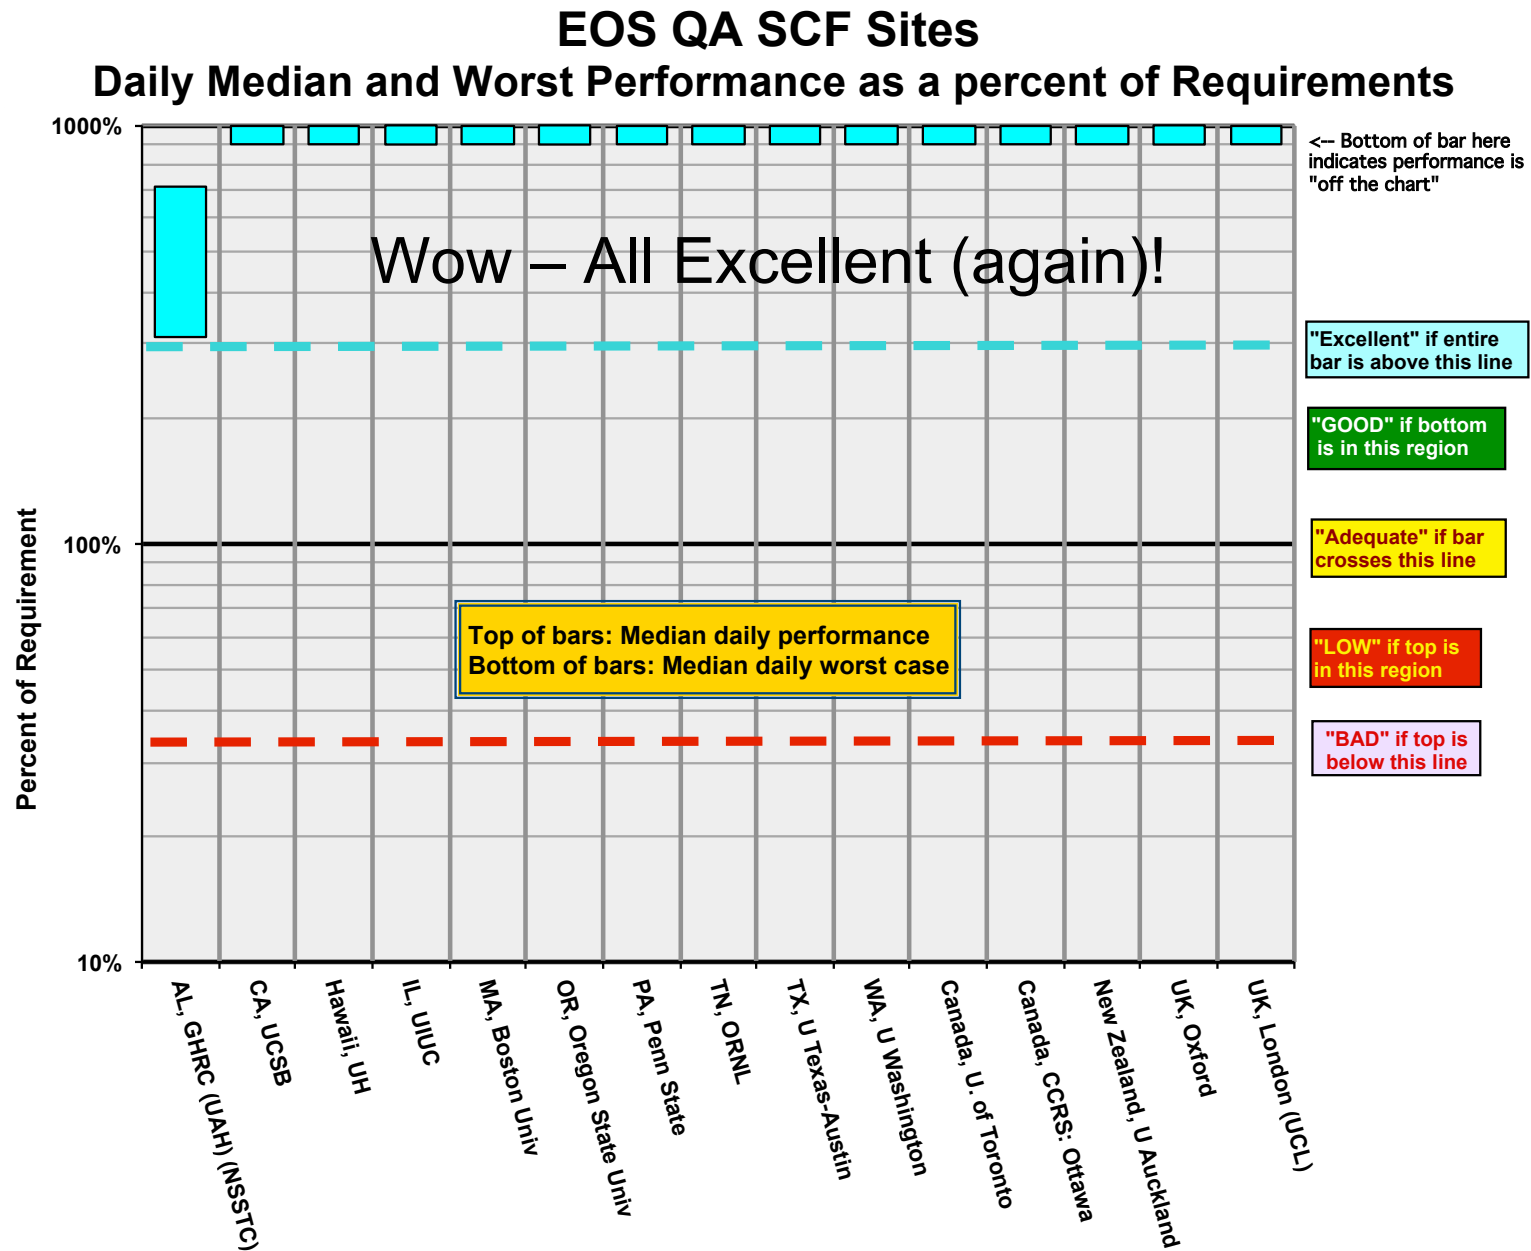 EOS QA SCF Sites
Daily Median and Worst Performance as a percent of Requirements
1000%
<-- Bottom of bar here
indicates performance is
"off the chart"
Wow – All Excellent (again)!
"Excellent" if entire
bar is above this line
"GOOD" if bottom
is in this region
Percent of Requirement
100%
"Adequate" if bar
crosses this line
Top of bars: Median daily performance
Bottom of bars: Median daily worst case
"LOW" if top is
in this region
"BAD" if top is
below this line
10%
AL, GHRC (UAH) (NSSTC)
CA, UCSB
Hawaii, UH
IL, UIUC
MA, Boston Univ
OR, Oregon State Univ
PA, Penn State
TN, ORNL
TX, U Texas-Austin
WA, U Washington
Canada, U. of Toronto
Canada, CCRS: Ottawa
New Zealand, U Auckland
UK, Oxford
UK, London (UCL)